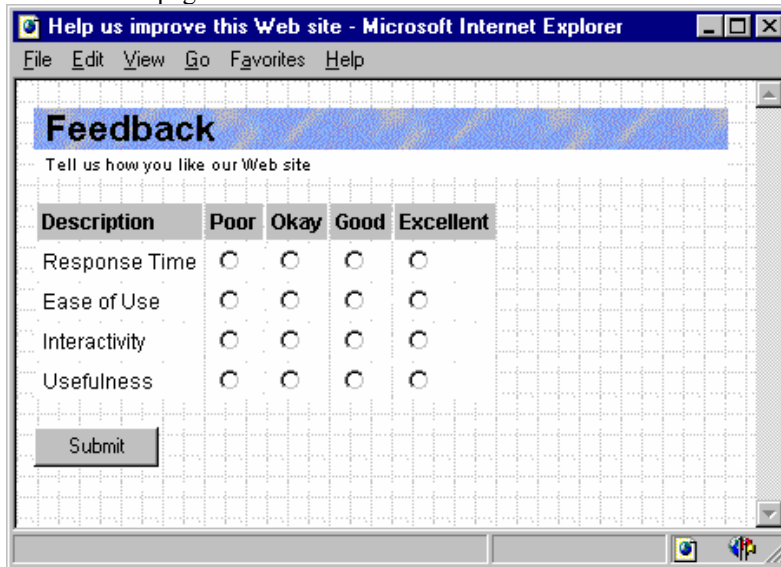 Help us improve this Web site - Microsoft Internet Explorer
File Edit View Go Favorites Help
Feedback
Tell us how you like our Web site
Description Poor Okay Good Excellent
Response Time
Ease of Use
Interactivity
Usefulness
Submit